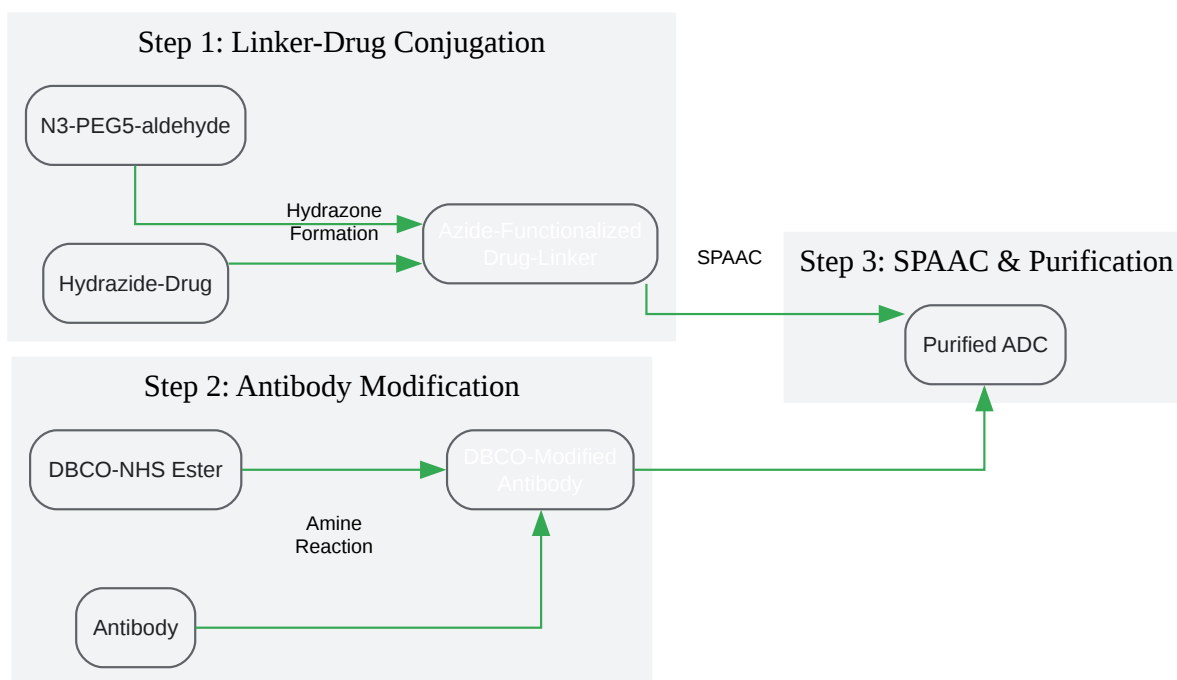 Step 1: Linker-Drug Conjugation
N3-PEG5-aldehyde
Hydrazone
Formation
Azide-Functionalized
Drug-Linker
Hydrazide-Drug
SPAAC
Step 3: SPAAC & Purification
Purified ADC
Step 2: Antibody Modification
DBCO-NHS Ester
DBCO-Modified
Antibody
Amine
Reaction
Antibody